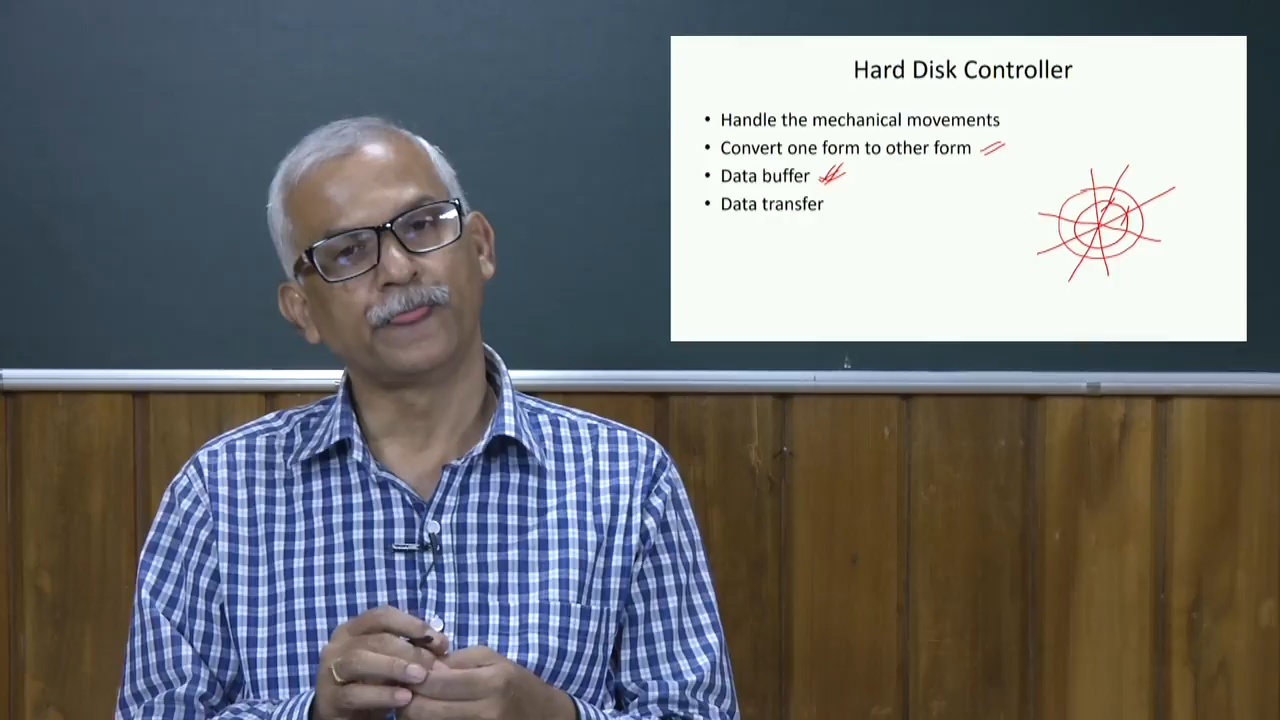 Hard Disk Controller
• Handle the mechanical movements
• Convert one form to other form
• Data buffer
• Data transfer